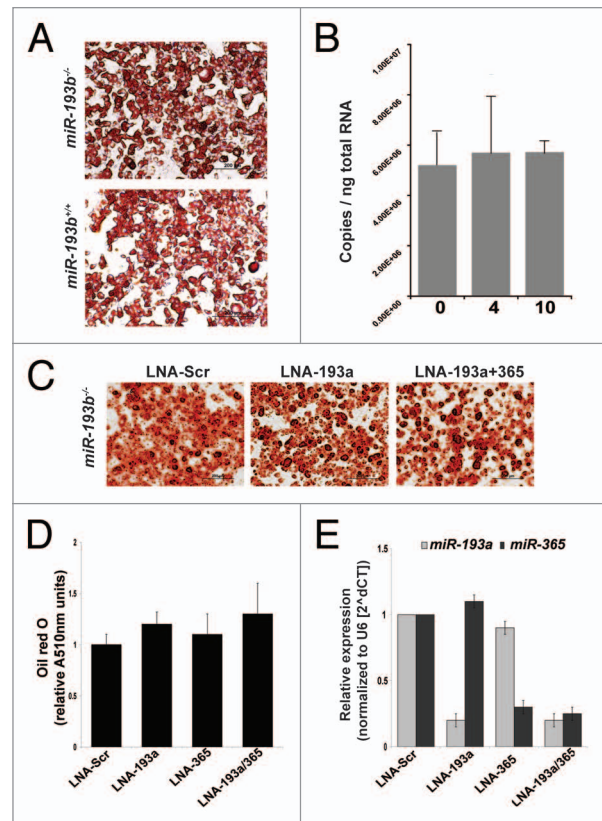 A
miR-193b-/-
200 µm
miR-193b+/+
B
Copies / ng total RNA
1.00E+07
8.00E+06
6.00E+06
4.00E+06
2.00E+06
0.00E+00
0 4 10
C
LNA-Scr LNA-193a LNA-193a+365
miR-193b-/-
D
Oil red O
(relative A510nm units)
2
1.5
1
0.5
0
LNA-Scr
LNA-193a
LNA-365
LNA-193a/365
E
miR-193a miR-365
Relative expression
(normalized to U6 [2^dCT])
1.5
1
0.5
0
LNA-Scr
LNA-193a
LNA-365
LNA-193a/365